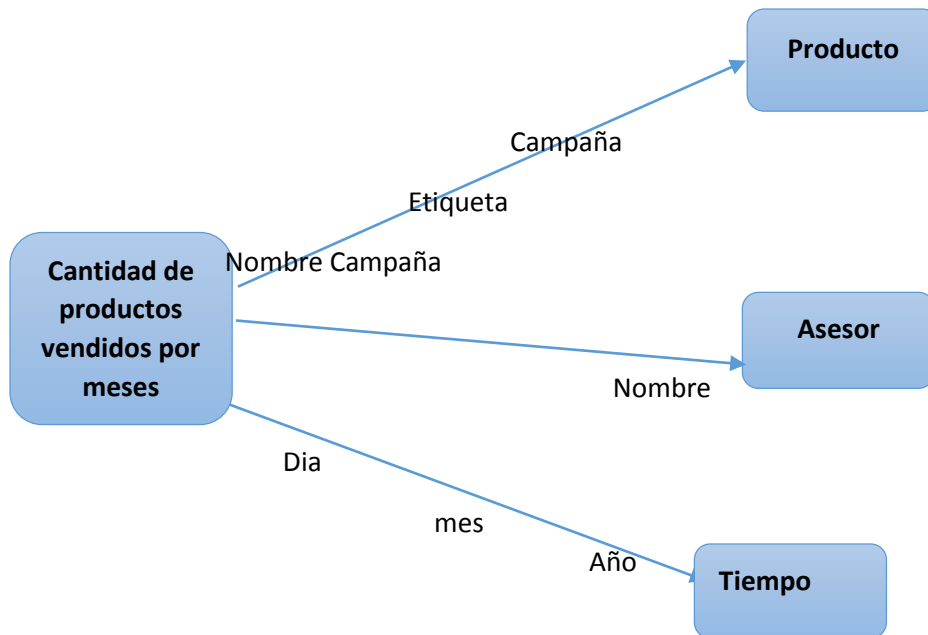 Producto
Campaña
Etiqueta
Nombre Campaña
Cantidad de
productos
vendidos por
meses
Asesor
Nombre
Dia
mes
Año
Tiempo